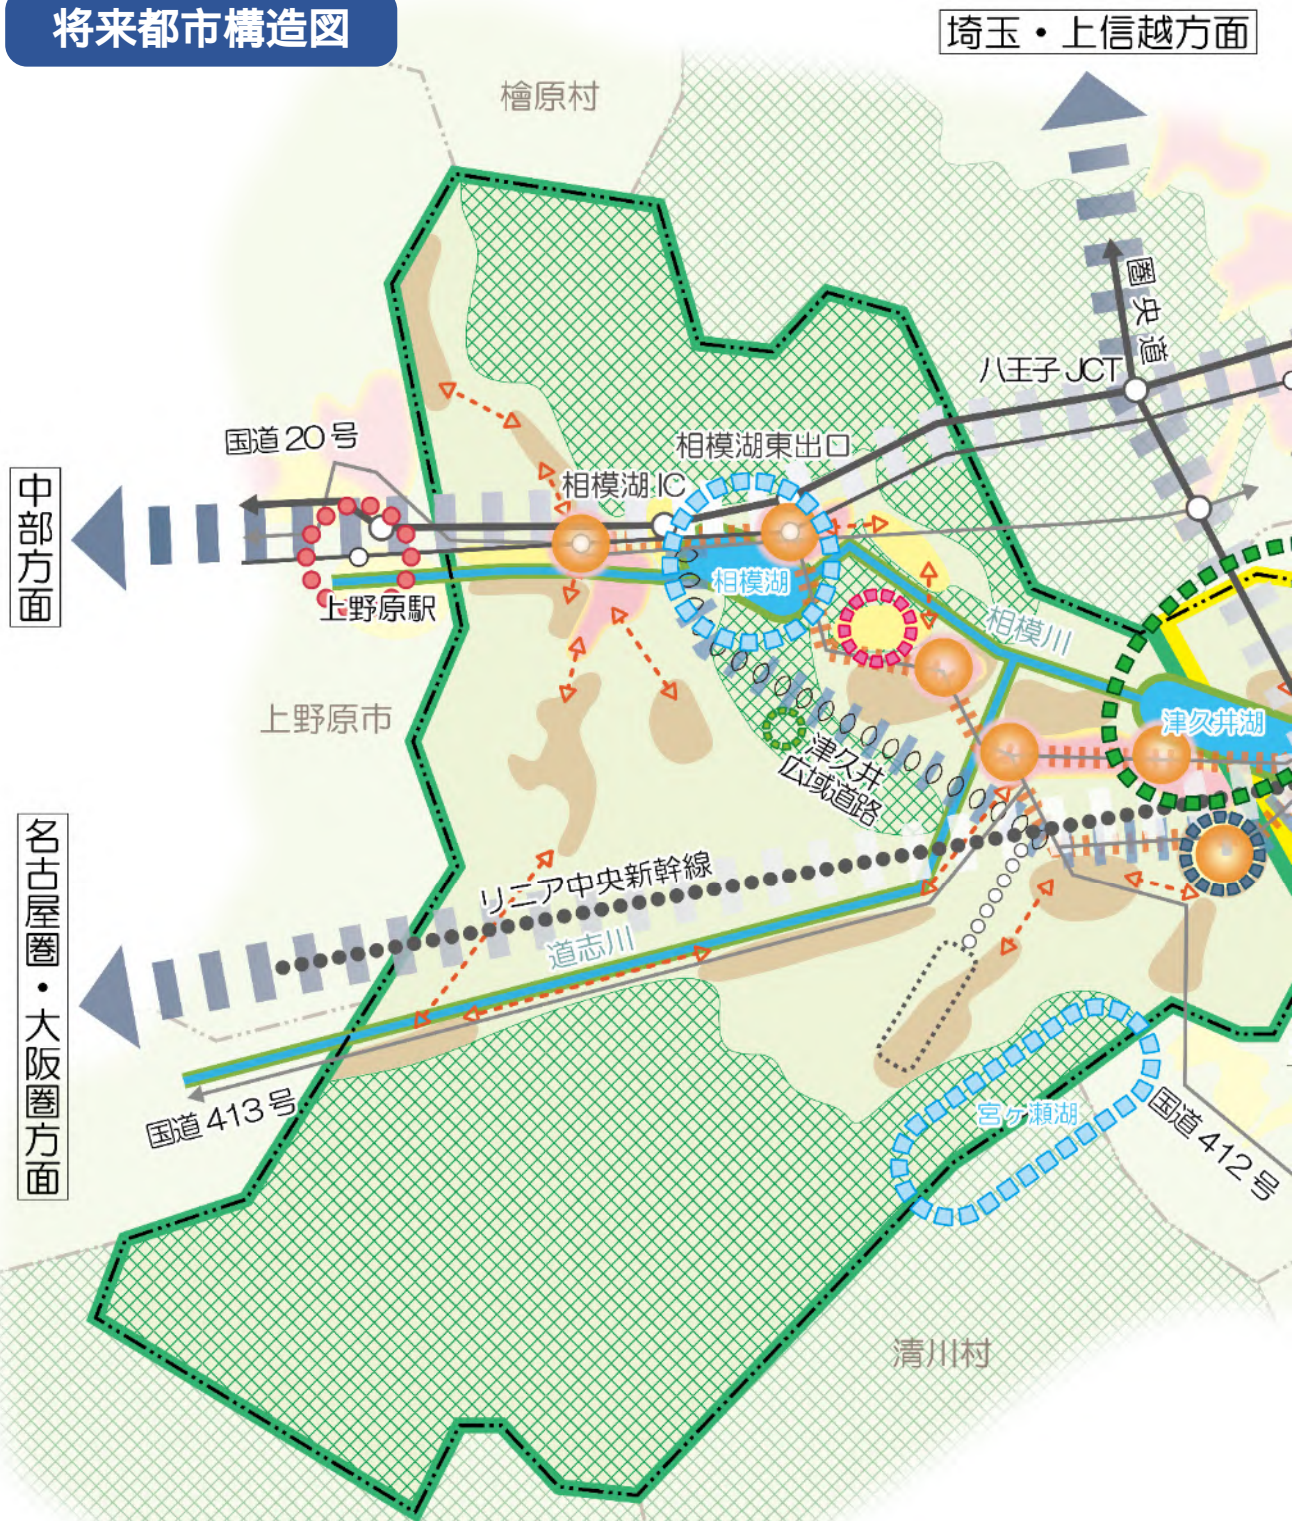 将来都市構造図
埼玉・上信越方面
檜原村
圏央道
八王子JCT
国道20号
相模湖東出口
相模湖IC
中部方面
相模湖
上野原駅
相模川
上野原市
津久井湖
津久井
広域道路
名古屋圏・大阪圏方面
リニア中央新幹線
道志川
国道413号
宮ヶ瀬湖
国道412号
清川村